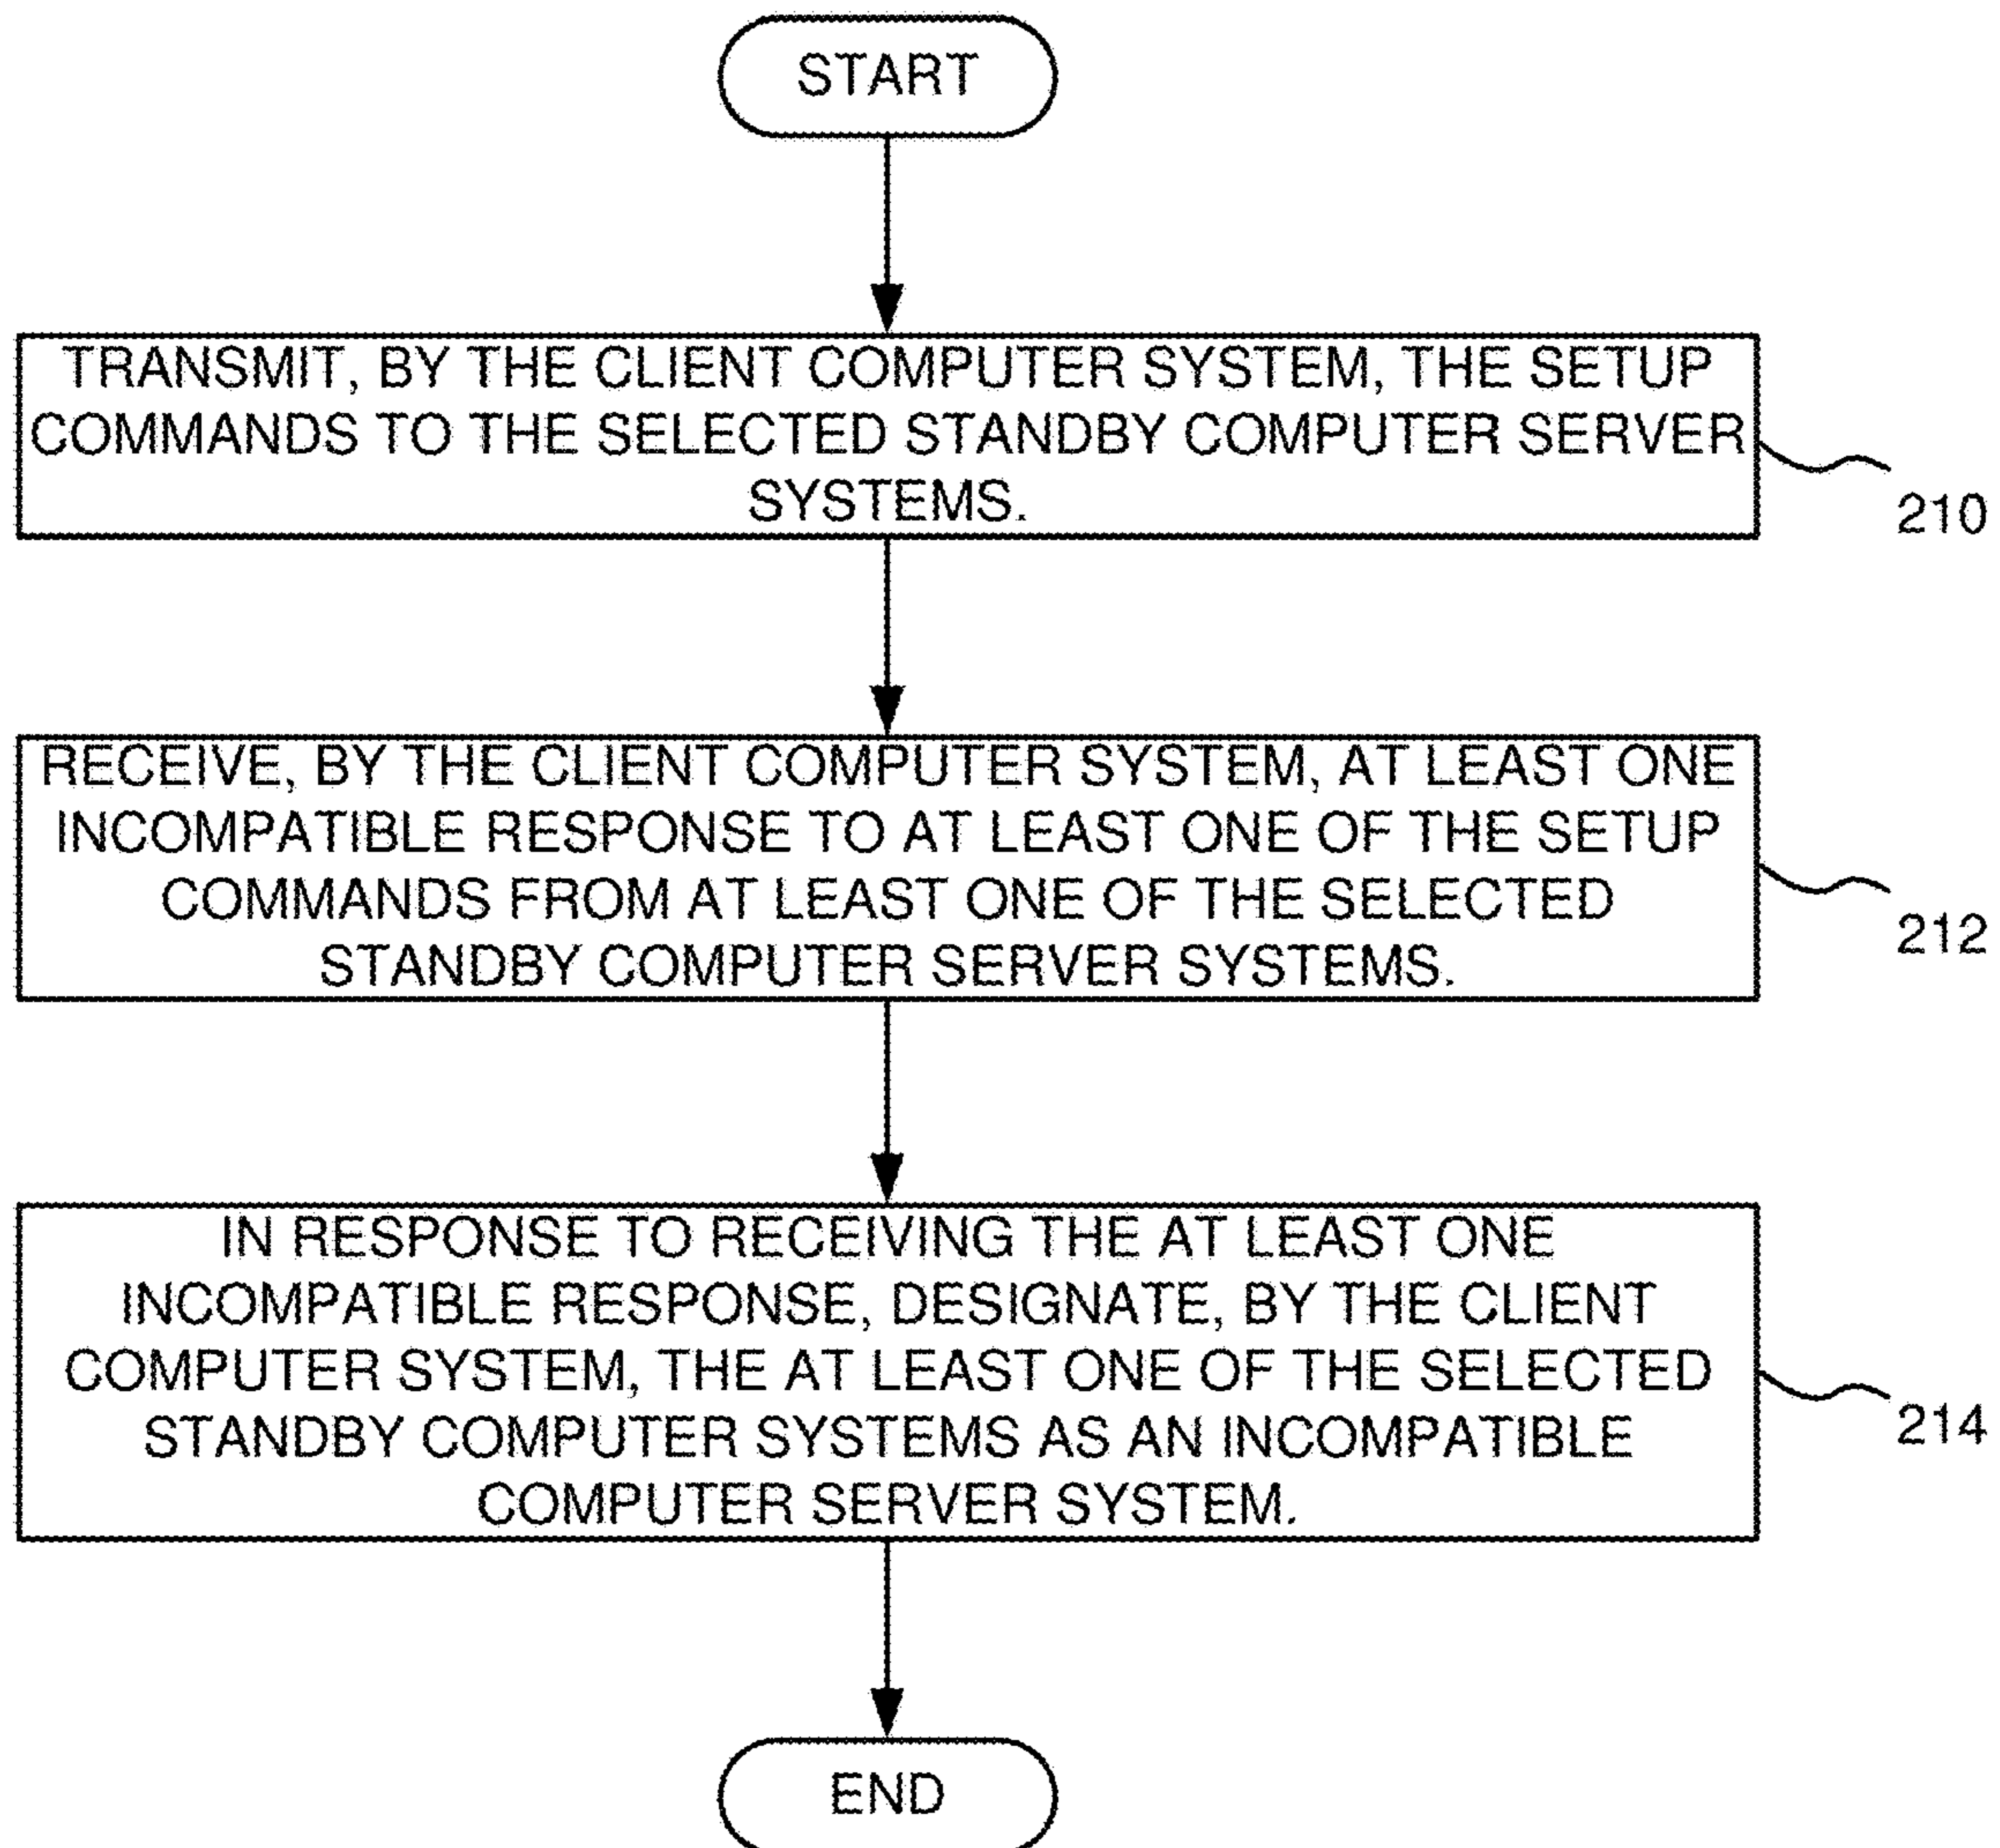 START
TRANSMIT, BY THE CLIENT COMPUTER SYSTEM, THE SETUP
COMMANDS TO THE SELECTED STANDBY COMPUTER SERVER
SYSTEMS.
210
RECEIVE, BY THE CLIENT COMPUTER SYSTEM, AT LEAST ONE
INCOMPATIBLE RESPONSE TO AT LEAST ONE OF THE SETUP
COMMANDS FROM AT LEAST ONE OF THE SELECTED
STANDBY COMPUTER SERVER SYSTEMS.
212
IN RESPONSE TO RECEIVING THE AT LEAST ONE
INCOMPATIBLE RESPONSE, DESIGNATE, BY THE CLIENT
COMPUTER SYSTEM, THE AT LEAST ONE OF THE SELECTED
STANDBY COMPUTER SYSTEMS AS AN INCOMPATIBLE
COMPUTER SERVER SYSTEM.
214
END